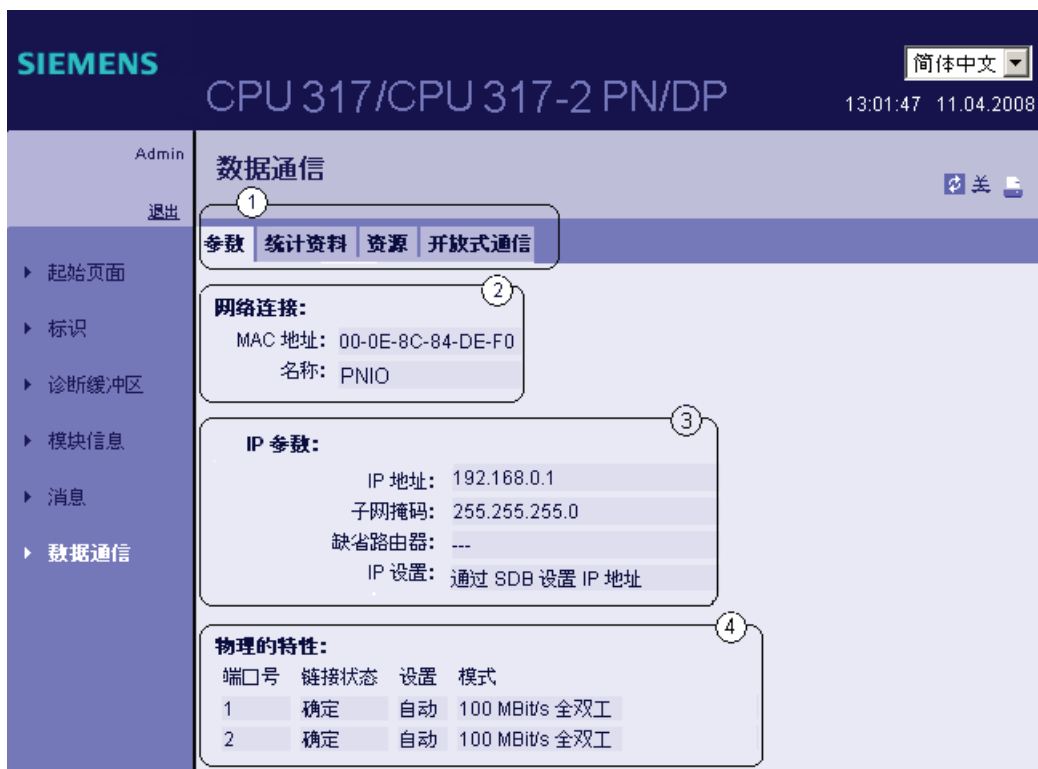 SIEMENS
CPU 317/CPU 317-2 PN/DP
简体中文
13:01:47 11.04.2008
Admin
退出
数据通信
关
1
参数 统计资料 资源 开放式通信
起始页面
标识
诊断缓冲区
模块信息
消息
数据通信
2
网络连接:
MAC 地址: 00-0E-8C-84-DE-F0
名称: PNIO
3
IP 参数:
IP 地址: 192.168.0.1
子网掩码: 255.255.255.0
缺省路由器: ---
IP 设置: 通过 SDB 设置 IP 地址
4
物理的特性:
端口号 链接状态 设置 模式
1 确定 自动 100 MBit/s 全双工
2 确定 自动 100 MBit/s 全双工